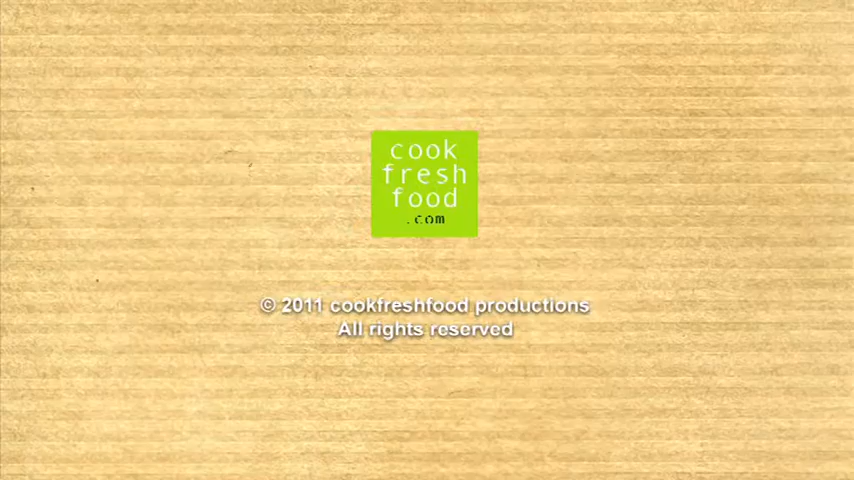 cook
fresh
food
.com
© 2011 cookfreshfood productions
All rights reserved